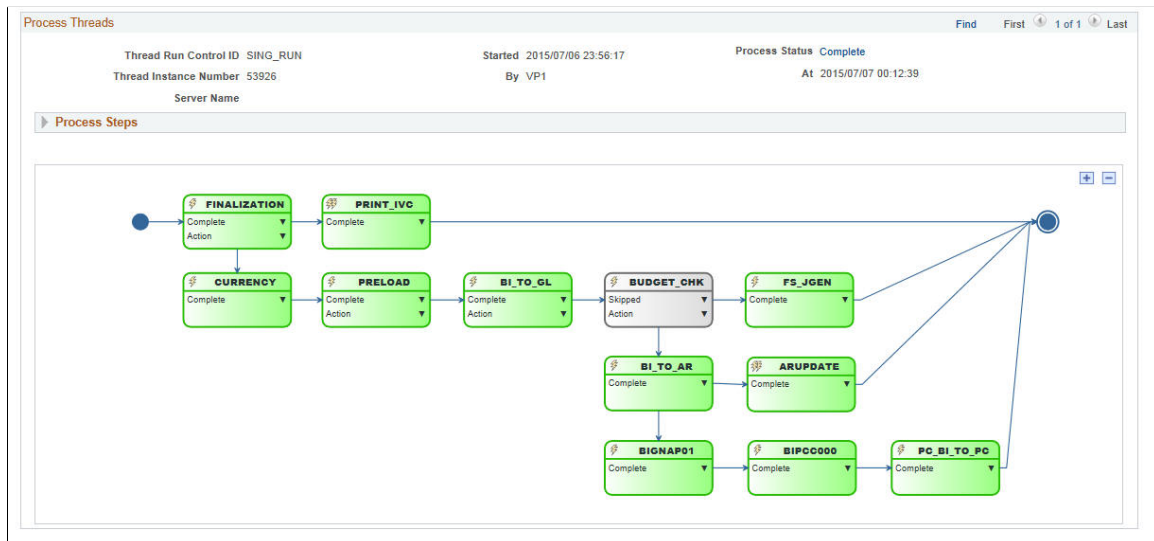 Process Threads Find First 1 of 1 Last
Thread Run Control ID SING_RUN Started 2015/07/06 23:56:17 Process Status Complete
Thread Instance Number 53926 By VP1 At 2015/07/07 00:12:39
Server Name
Process Steps
FINALIZATION PRINT_IVC
Complete Complete
Action
CURRENCY PRELOAD BI_TO_GL BUDGET_CHK FS_JGEN
Complete Complete Complete Skipped Complete
Action Action Action
BI_TO_AR ARUPDATE
Complete Complete
BIGNAP01 BIPCC000 PC_BI_TO_PC
Complete Complete Complete